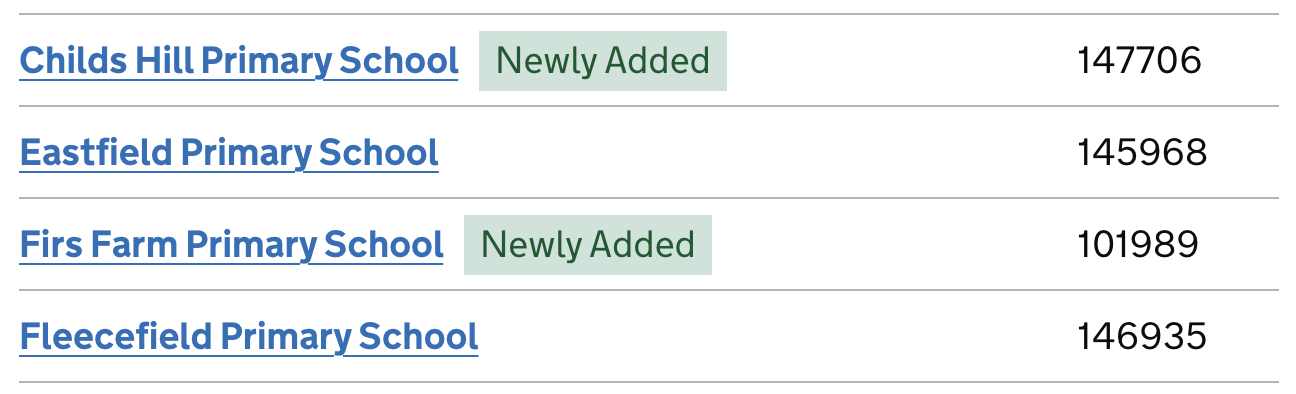 Childs Hill Primary School Newly Added 147706
Eastfield Primary School 145968
Firs Farm Primary School Newly Added 101989
Fleecefield Primary School 146935